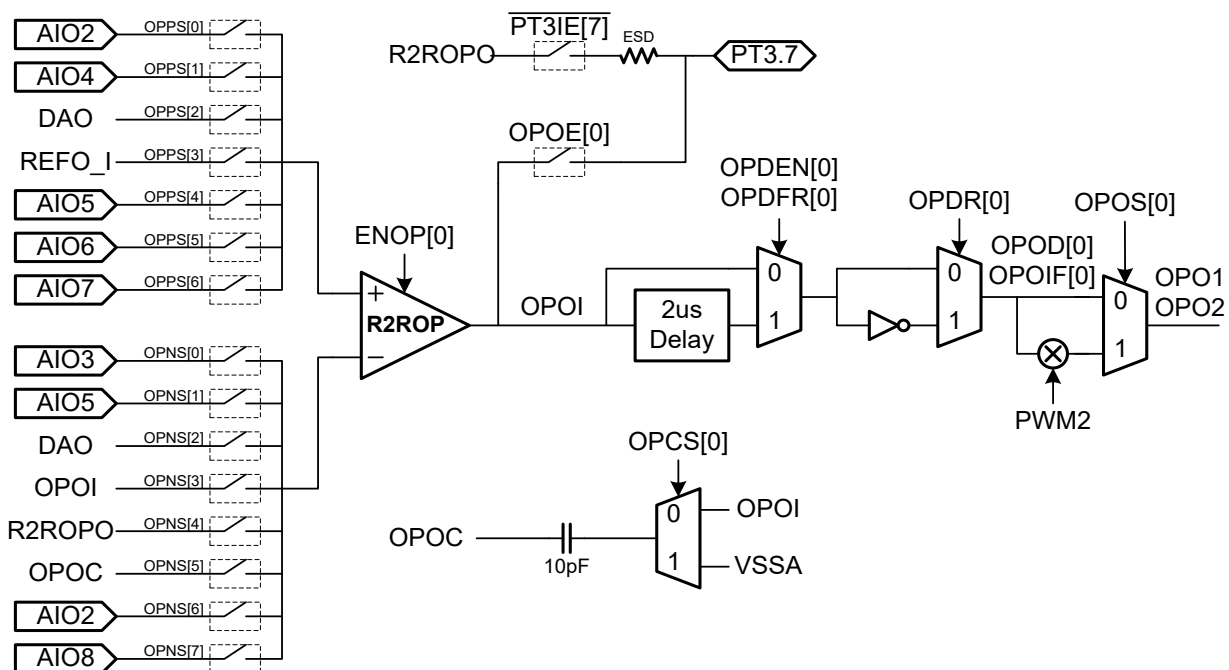 AIO2 OPPS[0]
AIO4 OPPS[1]
DAO OPPS[2]
REFO_I OPPS[3]
AIO5 OPPS[4]
AIO6 OPPS[5]
AIO7 OPPS[6]
AIO3 OPNS[0]
AIO5 OPNS[1]
DAO OPNS[2]
OPOI OPNS[3]
R2ROPO OPNS[4]
OPOC OPNS[5]
AIO2 OPNS[6]
AIO8 OPNS[7]
PT3IE[7]
R2ROPO
ESD
PT3.7
OPOE[0]
ENOP[0]
+
R2ROP
−
OPOI
2us
Delay
OPDEN[0]
OPDFR[0]
0
1
OPDR[0]
0
1
OPOD[0]
OPOIF[0]
OPOS[0]
0
1
OPO1
OPO2
PWM2
OPCS[0]
0
1
OPOI
VSSA
OPOC
10pF